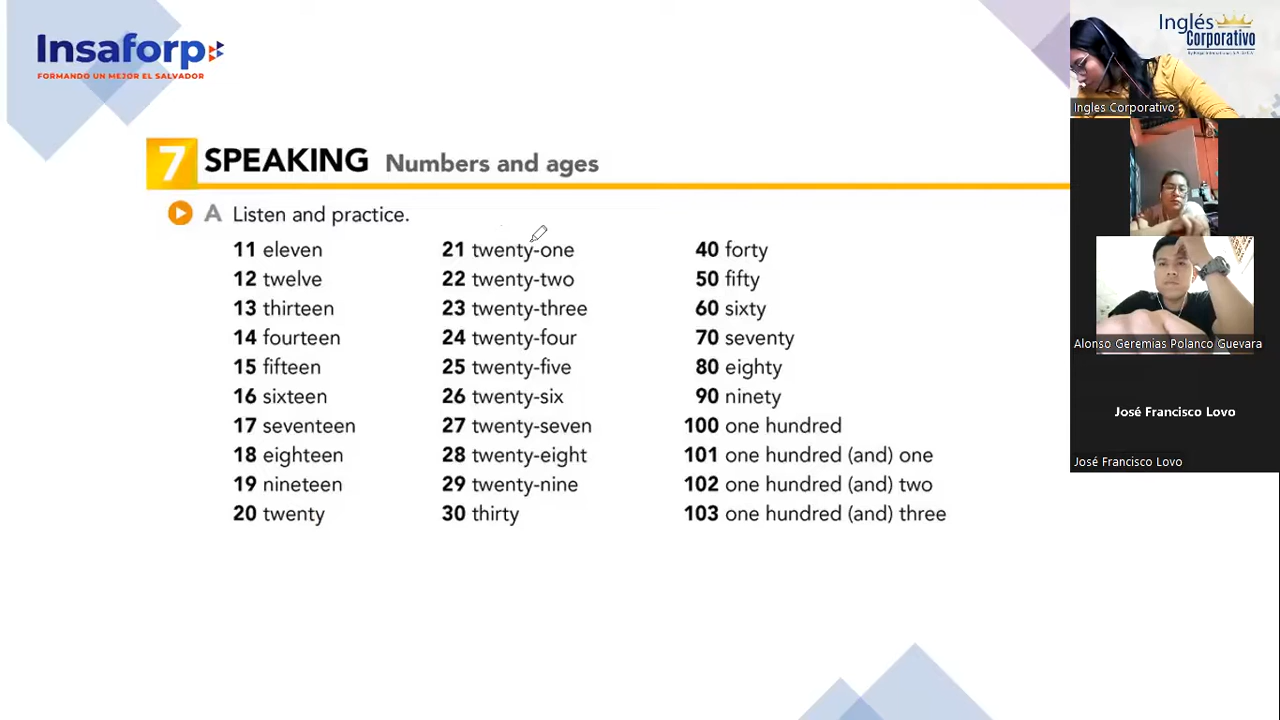 Insaforp
FORMANDO UN MEJOR EL SALVADOR
7 SPEAKING Numbers and ages
A Listen and practice.
11 eleven
12 twelve
13 thirteen
14 fourteen
15 fifteen
16 sixteen
17 seventeen
18 eighteen
19 nineteen
20 twenty
21 twenty-one
22 twenty-two
23 twenty-three
24 twenty-four
25 twenty-five
26 twenty-six
27 twenty-seven
28 twenty-eight
29 twenty-nine
30 thirty
40 forty
50 fifty
60 sixty
70 seventy
80 eighty
90 ninety
100 one hundred
101 one hundred (and) one
102 one hundred (and) two
103 one hundred (and) three
Inglés
Corporativo
Ingles Corporativo
Alonso Geremias Polanco Guevara
José Francisco Lovo
José Francisco Lovo